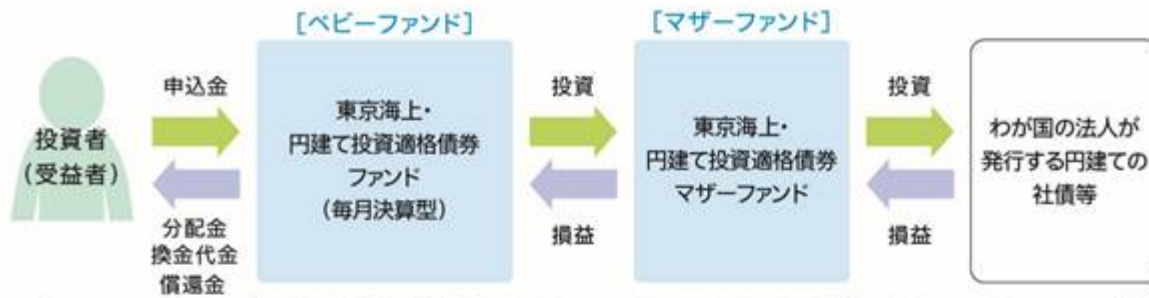 [ベビーファンド]
[マザーファンド]
投資者
(受益者)
申込金
分配金
換金代金
償還金
東京海上・
円建て投資適格債券
ファンド
(毎月決算型)
投資
損益
東京海上・
円建て投資適格債券
マザーファンド
投資
損益
わが国の法人が
発行する円建ての
社債等